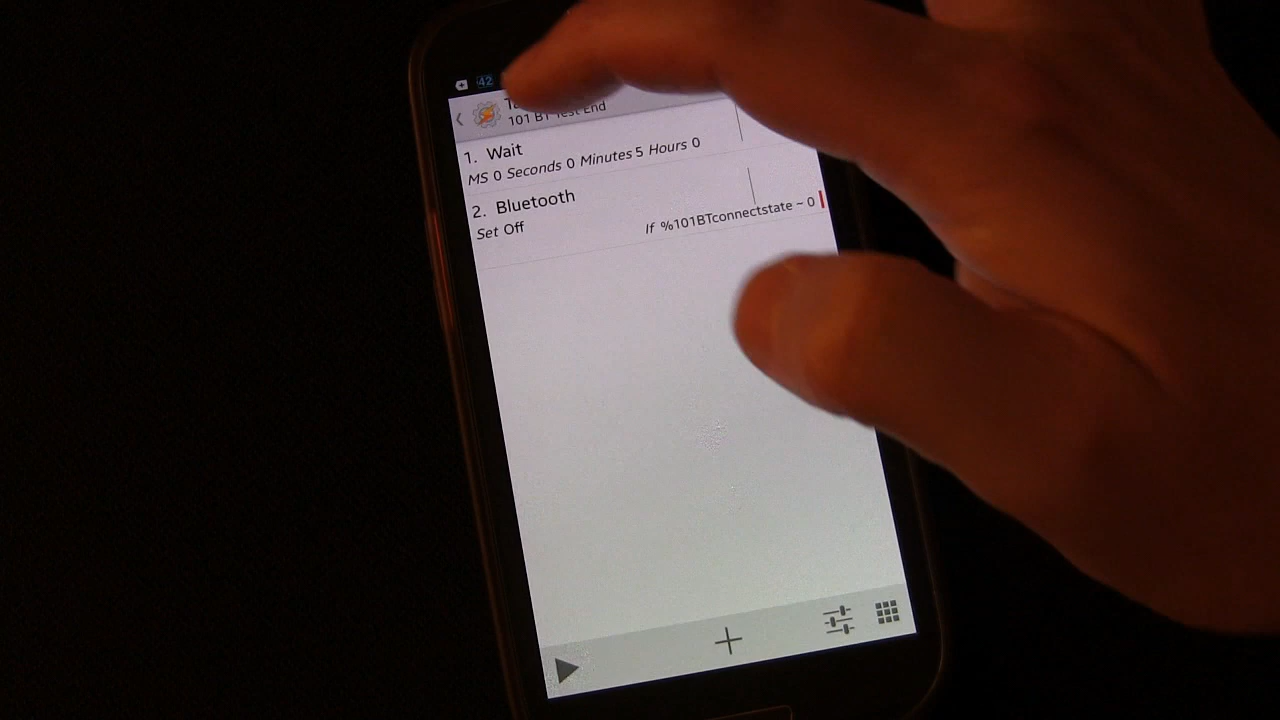 42
101 BT Test End
1. Wait
MS 0 Seconds 0 Minutes 5 Hours 0
2. Bluetooth
Set Off
If %101BTconnectstate ~ 0